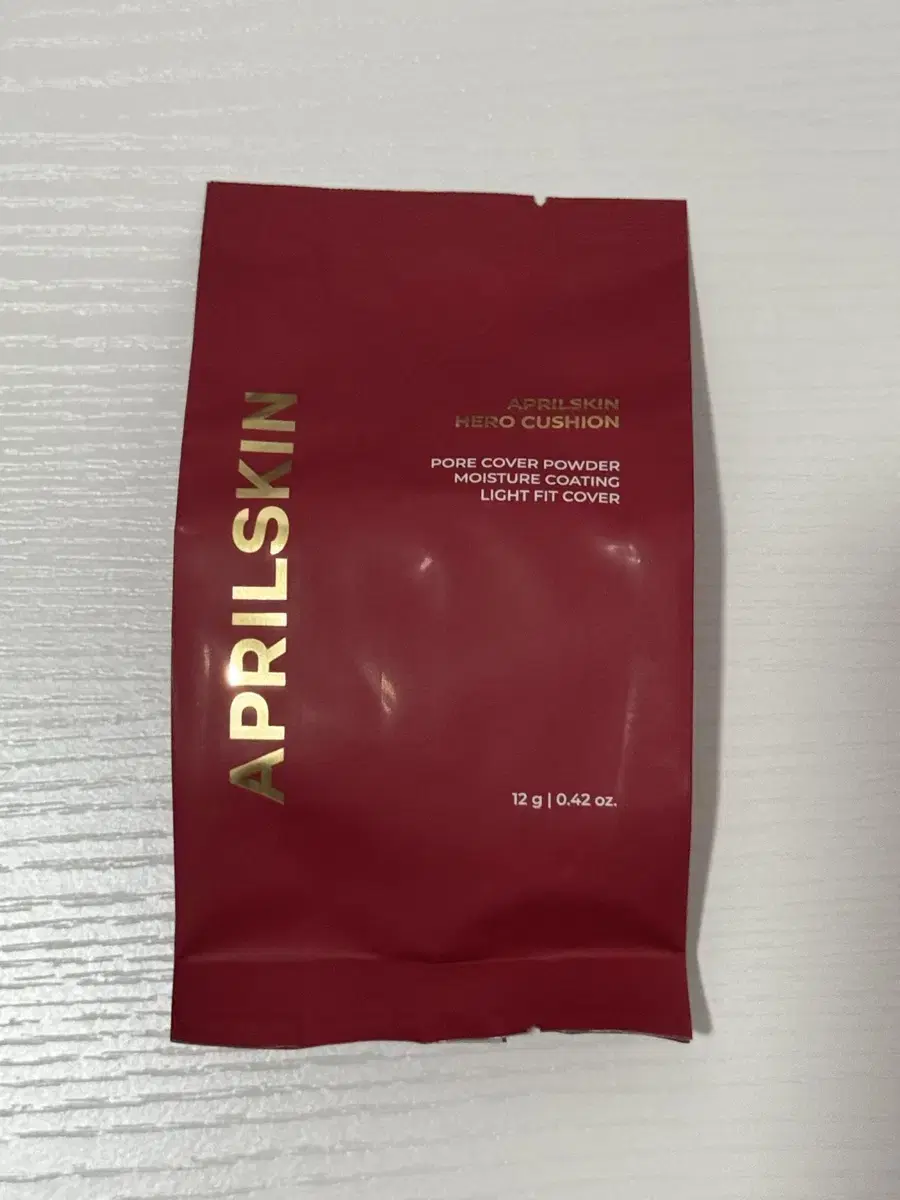 APRILSKIN
APRILSKIN
HERO CUSHION
PORE COVER POWDER
MOISTURE COATING
LIGHT FIT COVER
12 g | 0.42 oz.